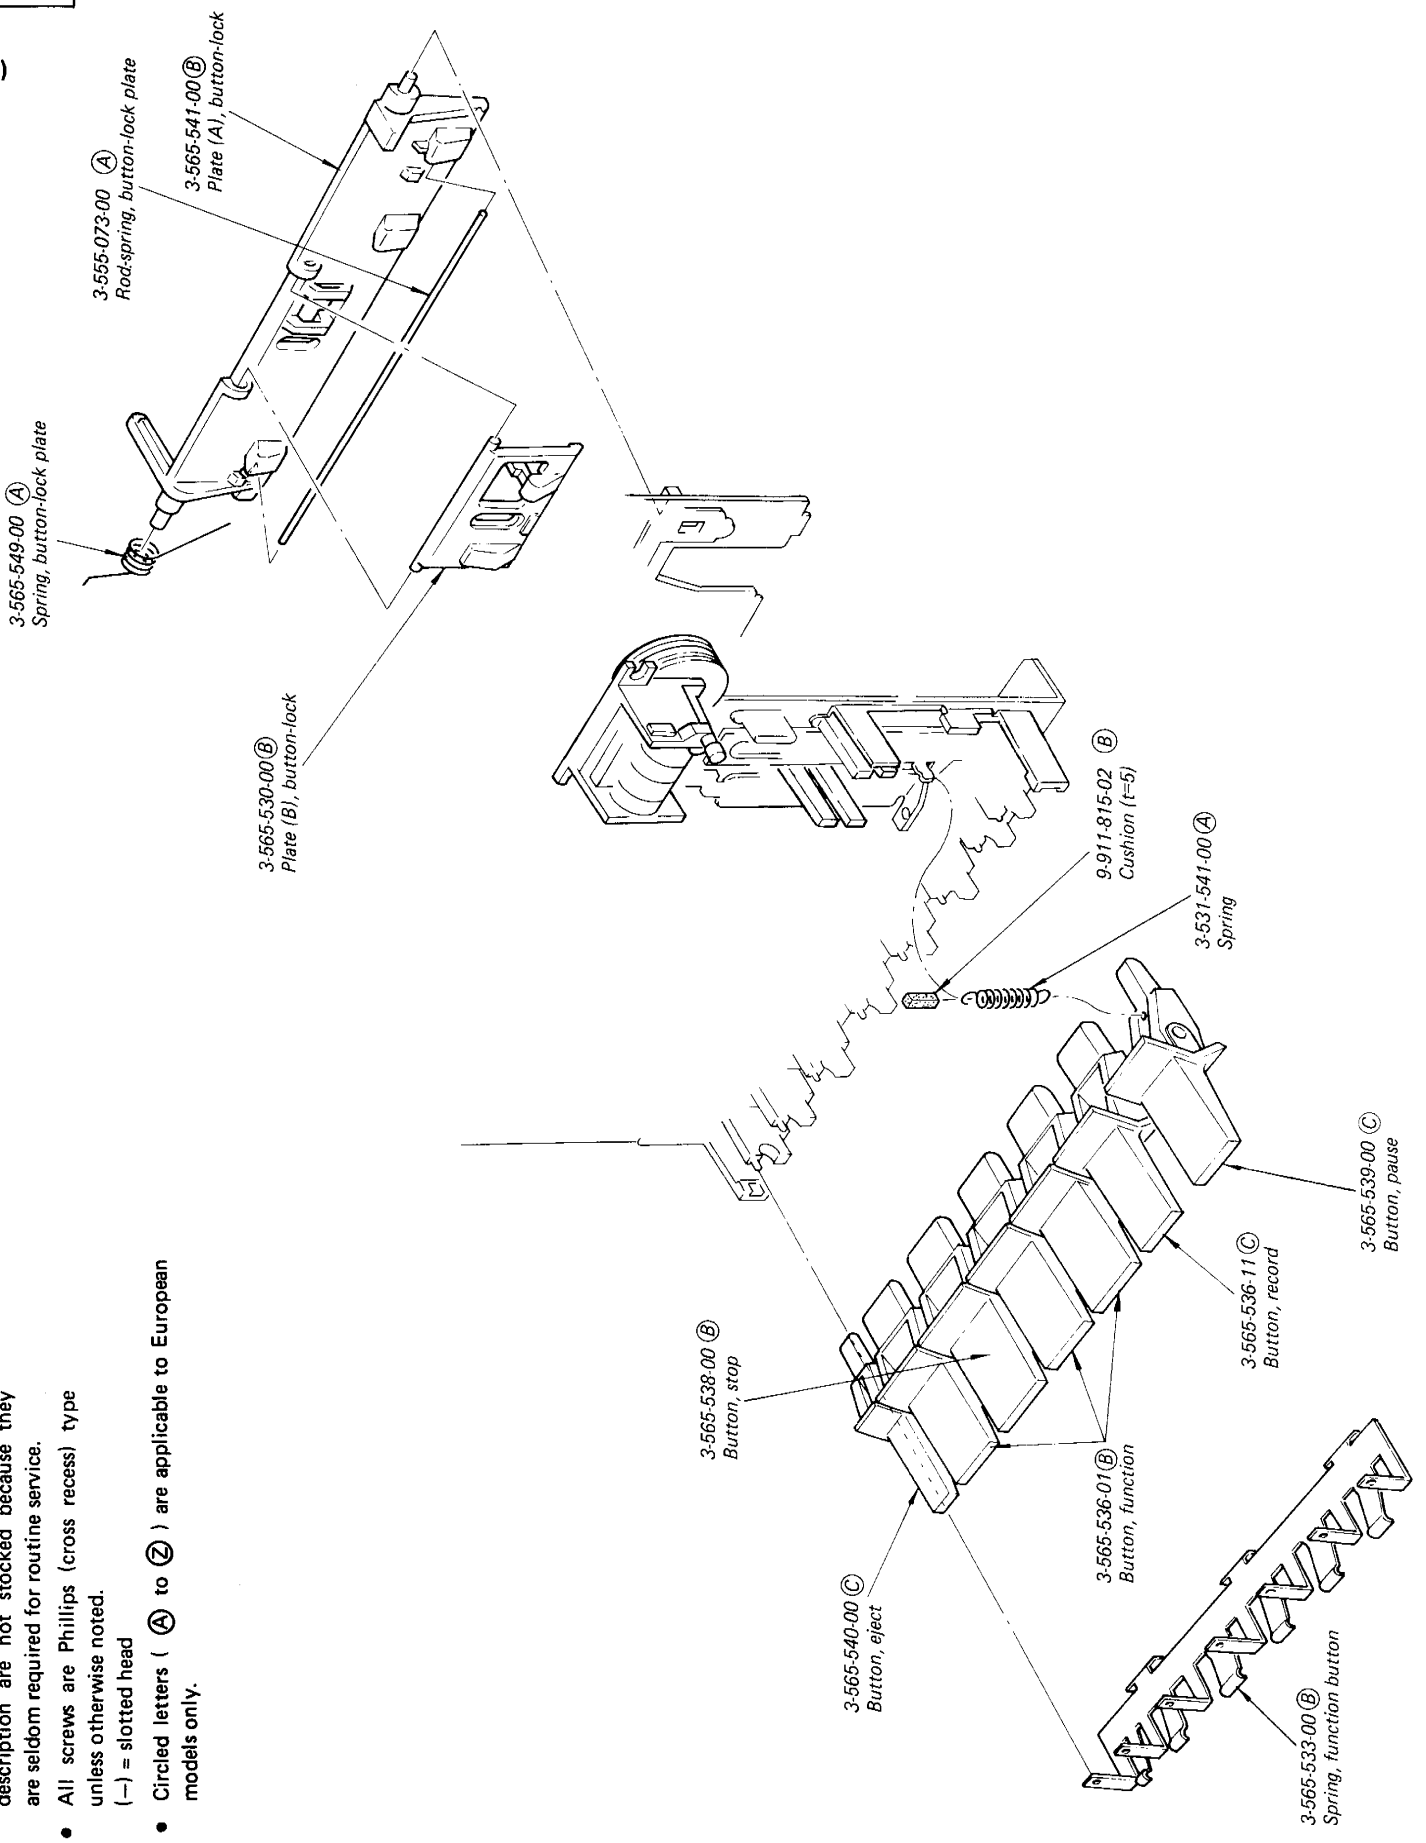 )
description are not stocked because they
are seldom required for routine service.
• All screws are Phillips (cross recess) type
unless otherwise noted.
(−) = slotted head
• Circled letters ( Ⓐ to Ⓩ ) are applicable to European
models only.
3-565-549-00 Ⓐ
Spring, button-lock plate
3-555-073-00 Ⓐ
Rod-spring, button-lock plate
3-565-541-00 Ⓑ
Plate (A), button-lock
3-565-530-00 Ⓑ
Plate (B), button-lock
9-911-815-02 Ⓑ
Cushion (t=5)
3-531-541-00 Ⓐ
Spring
3-565-538-00 Ⓑ
Button, stop
3-565-540-00 Ⓒ
Button, eject
3-565-536-01 Ⓑ
Button, function
3-565-536-11 Ⓒ
Button, record
3-565-539-00 Ⓒ
Button, pause
3-565-533-00 Ⓑ
Spring, function button